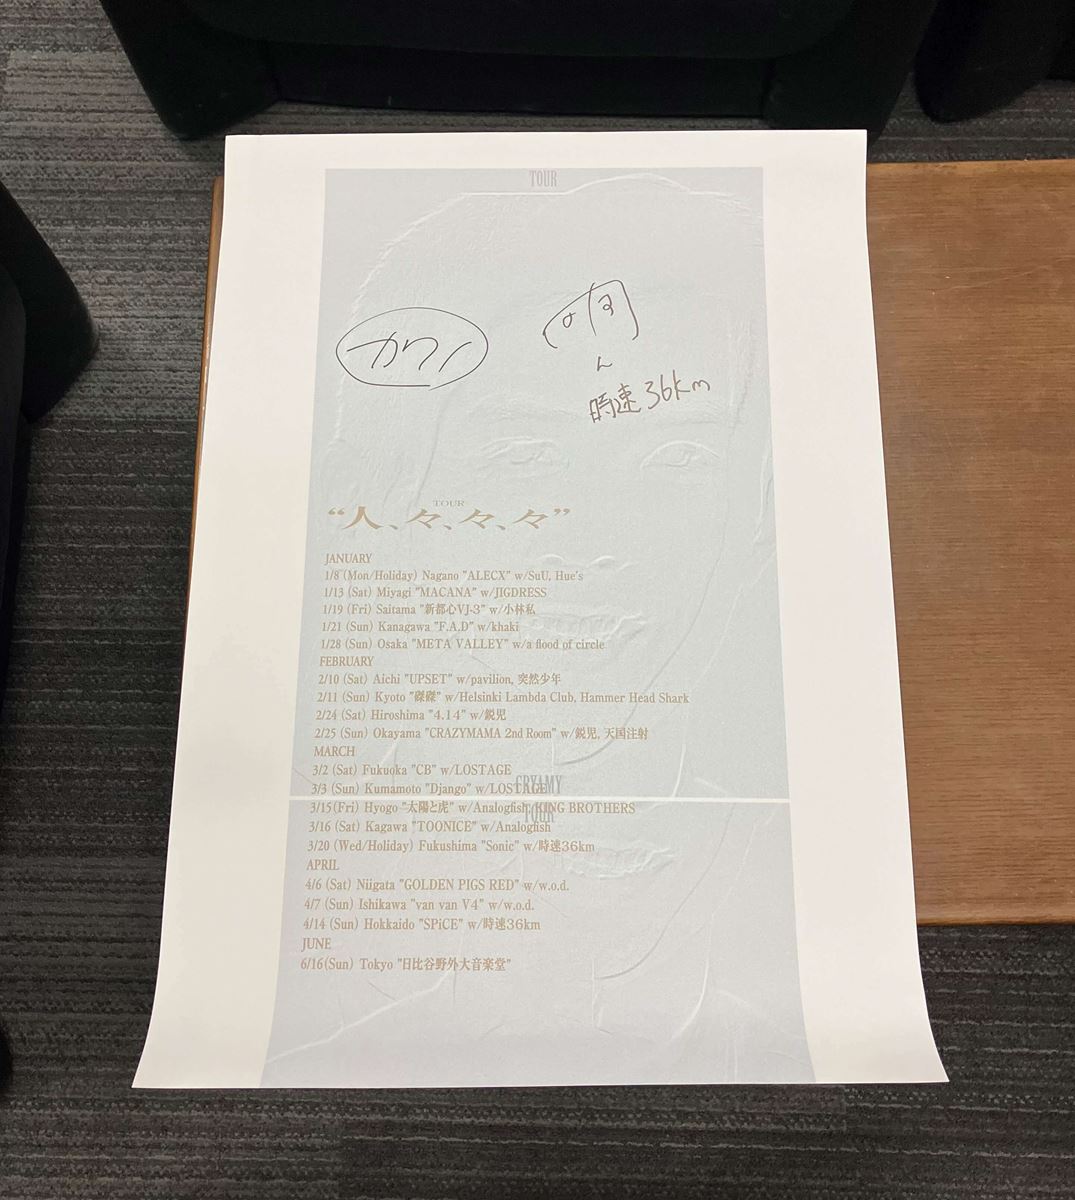 TOUR
カワノ
時速36km
TOUR
“人、々、々、々”
JANUARY
1/8 (Mon/Holiday) Nagano "ALECX" w/SuU, Hue's
1/13 (Sat) Miyagi "MACANA" w/JIGDRESS
1/19 (Fri) Saitama "新都心VJ-3" w/小林私
1/21 (Sun) Kanagawa "F.A.D" w/khaki
1/28 (Sun) Osaka "META VALLEY" w/a flood of circle
FEBRUARY
2/10 (Sat) Aichi "UPSET" w/pavilion, 突然少年
2/11 (Sun) Kyoto "磔磔" w/Helsinki Lambda Club, Hammer Head Shark
2/24 (Sat) Hiroshima "4.14" w/鋭児
2/25 (Sun) Okayama "CRAZYMAMA 2nd Room" w/鋭児, 天国注射
MARCH
3/2 (Sat) Fukuoka "CB" w/LOSTAGE
CRYAMY
3/3 (Sun) Kumamoto "Django" w/LOSTAGE
3/15(Fri) Hyogo "太陽と虎" w/Analogfish, KING BROTHERS
TOUR
3/16 (Sat) Kagawa "TOONICE" w/Analogfish
3/20 (Wed/Holiday) Fukushima "Sonic" w/時速36km
APRIL
4/6 (Sat) Niigata "GOLDEN PIGS RED" w/w.o.d.
4/7 (Sun) Ishikawa "van van V4" w/w.o.d.
4/14 (Sun) Hokkaido "SPiCE" w/時速36km
JUNE
6/16(Sun) Tokyo "日比谷野外大音楽堂"